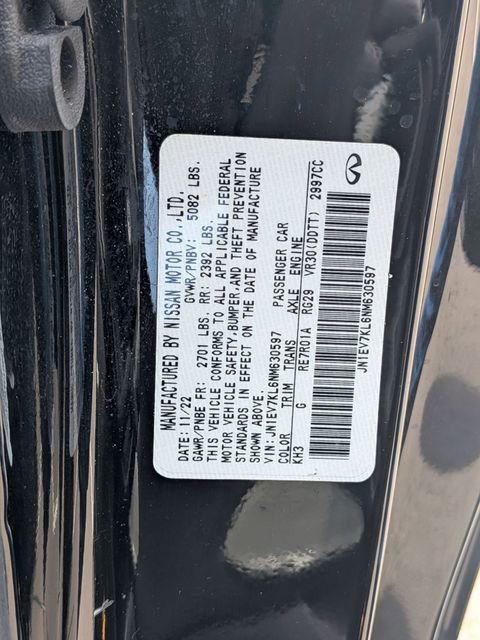 MANUFACTURED BY NISSAN MOTOR CO.,LTD.
DATE: 11/22 GVWR/PNBV: 5082 LBS.
GAWR/PNBE FR: 2701 LBS. RR: 2392 LBS.
THIS VEHICLE CONFORMS TO ALL APPLICABLE FEDERAL
MOTOR VEHICLE SAFETY,BUMPER,AND THEFT PREVENTION
STANDARDS IN EFFECT ON THE DATE OF MANUFACTURE
SHOWN ABOVE.
VIN:JN1EV7KL6NM630597 PASSENGER CAR
COLOR TRIM TRANS AXLE ENGINE
KH3 G RE7R01A RG29 VR30(DDTT) 2997CC
JN1EV7KL6NM630597